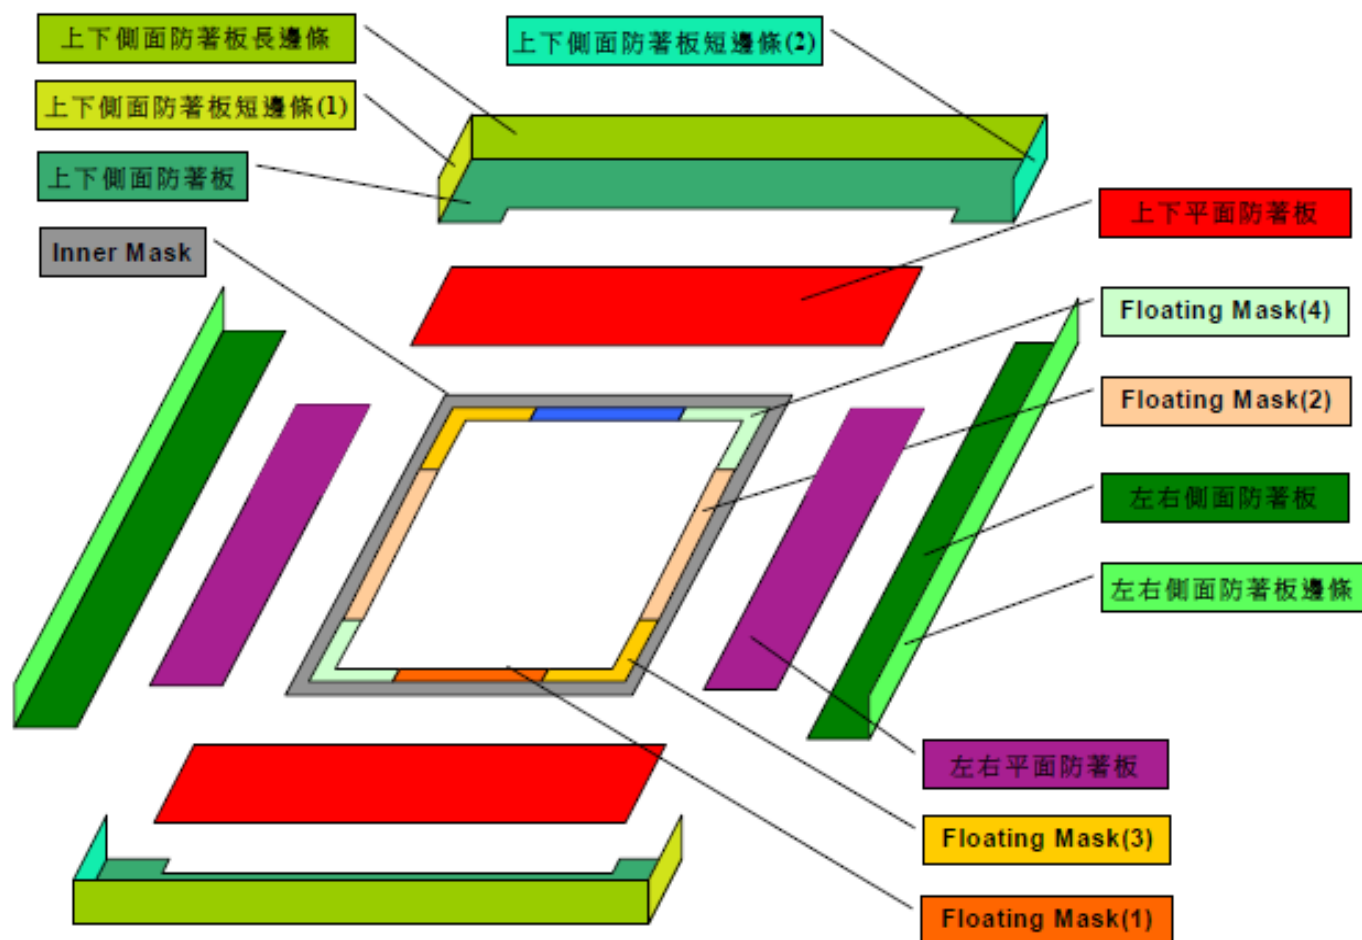 上下側面防著板長邊條
上下側面防著板短邊條(2)
上下側面防著板短邊條(1)
上下側面防著板
上下平面防著板
Inner Mask
Floating Mask(4)
Floating Mask(2)
左右側面防著板
左右側面防著板邊條
左右平面防著板
Floating Mask(3)
Floating Mask(1)